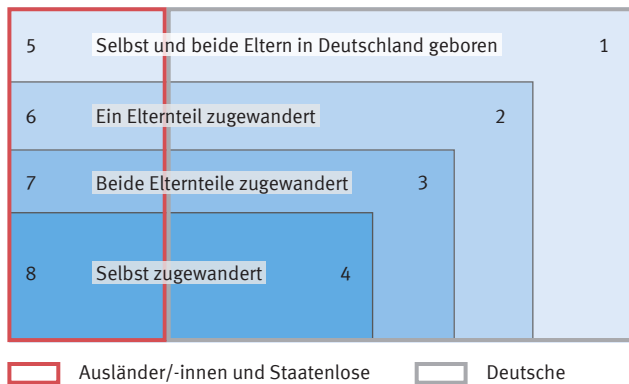 5 Selbst und beide Eltern in Deutschland geboren 1
6 Ein Elternteil zugewandert 2
7 Beide Elternteile zugewandert 3
8 Selbst zugewandert 4
Ausländer/-innen und Staatenlose Deutsche